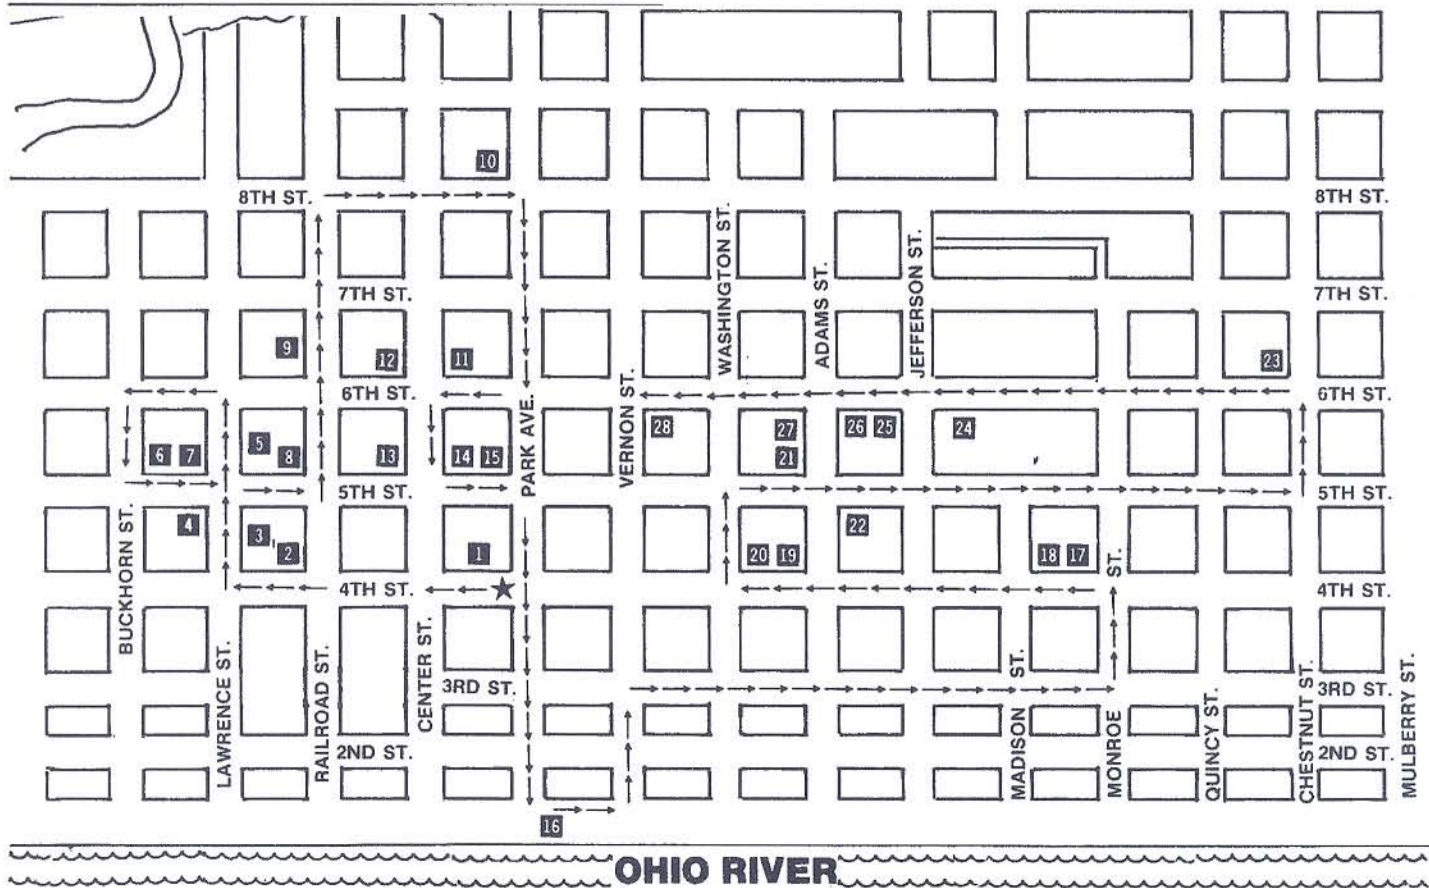 10
8TH ST.
8TH ST.
WASHINGTON ST.
ADAMS ST.
JEFFERSON ST.
7TH ST.
7TH ST.
9
12
11
23
6TH ST.
6TH ST.
PARK AVE.
VERNON ST.
6
7
5
8
13
14
15
28
27
21
26
25
24
5TH ST.
5TH ST.
BUCKHORN ST.
4
3
2
1
20
19
22
18
17
4TH ST.
4TH ST.
LAWRENCE ST.
RAILROAD ST.
CENTER ST.
3RD ST.
MADISON ST.
MONROE ST.
QUINCY ST.
CHESTNUT ST.
3RD ST.
MULBERRY ST.
2ND ST.
2ND ST.
16
OHIO RIVER